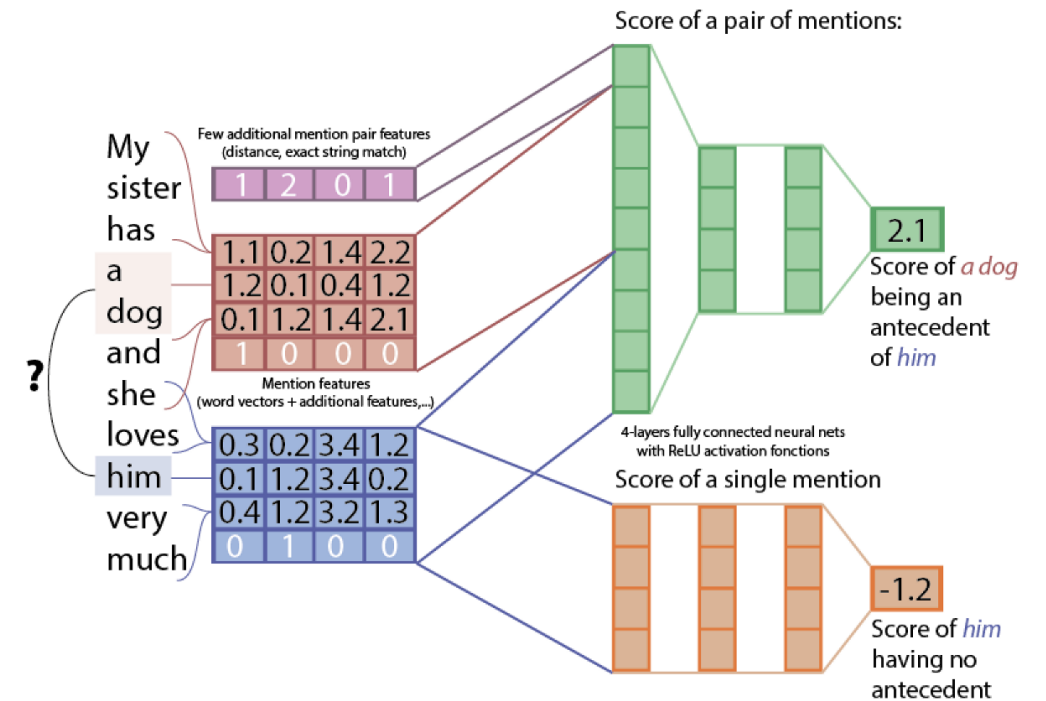 Score of a pair of mentions:
Few additional mention pair features
(distance, exact string match)
1 2 0 1
My
sister
has
a
dog
and
she
loves
him
very
much
?
1.1 0.2 1.4 2.2
1.2 0.1 0.4 1.2
0.1 1.2 1.4 2.1
1 0 0 0
Mention features
(word vectors + additional features,...)
0.3 0.2 3.4 1.2
0.1 1.2 3.4 0.2
0.4 1.2 3.2 1.3
0 1 0 0
2.1
Score of a dog
being an
antecedent
of him
4-layers fully connected neural nets
with ReLU activation fonctions
Score of a single mention
-1.2
Score of him
having no
antecedent